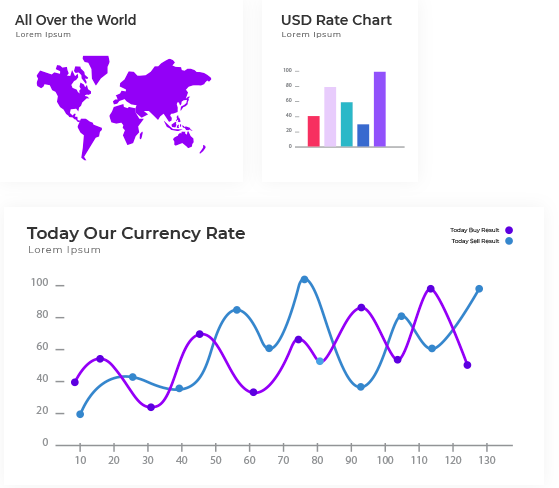 All Over the World
Lorem Ipsum
USD Rate Chart
Lorem Ipsum
100
80
60
40
20
0
Today Our Currency Rate
Lorem Ipsum
Today Buy Result
Today Sell Result
100
80
60
40
20
0
10 20 30 40 50 60 70 80 90 100 110 120 130